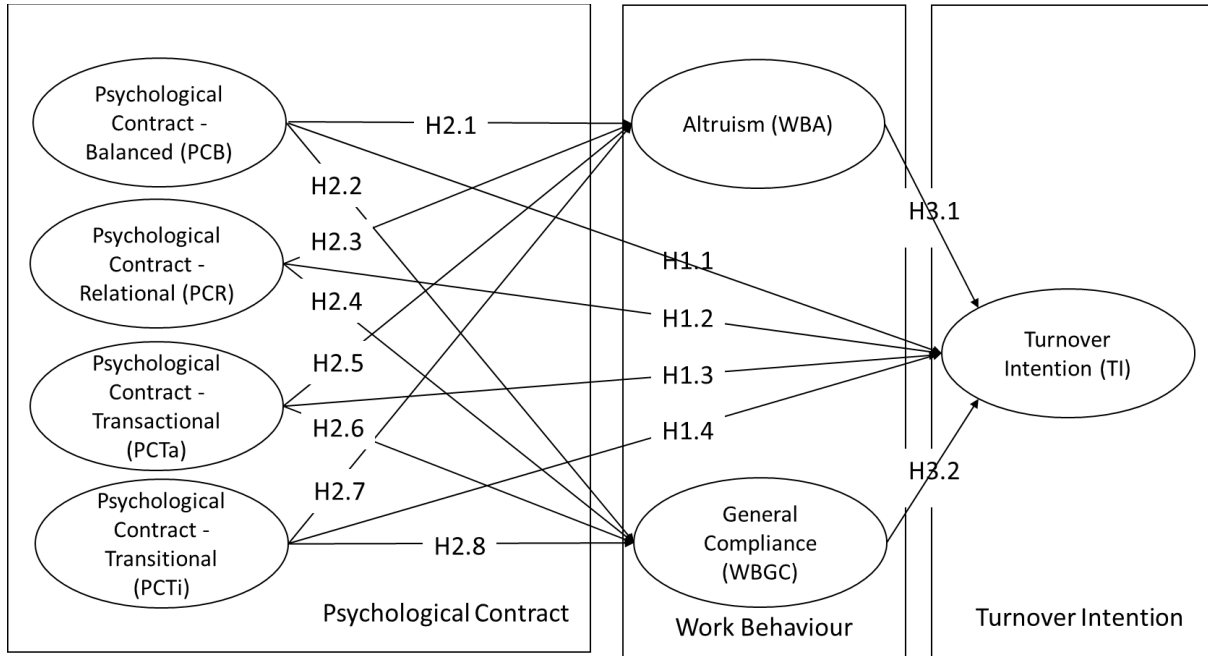 Psychological
Contract -
Balanced (PCB)
Psychological
Contract -
Relational (PCR)
Psychological
Contract -
Transactional
(PCTa)
Psychological
Contract -
Transitional
(PCTi)
Psychological Contract
H2.1
H2.2
H2.3
H2.4
H2.5
H2.6
H2.7
H2.8
Altruism (WBA)
H1.1
H1.2
H1.3
H1.4
General
Compliance
(WBGC)
Work Behaviour
H3.1
H3.2
Turnover
Intention (TI)
Turnover Intention